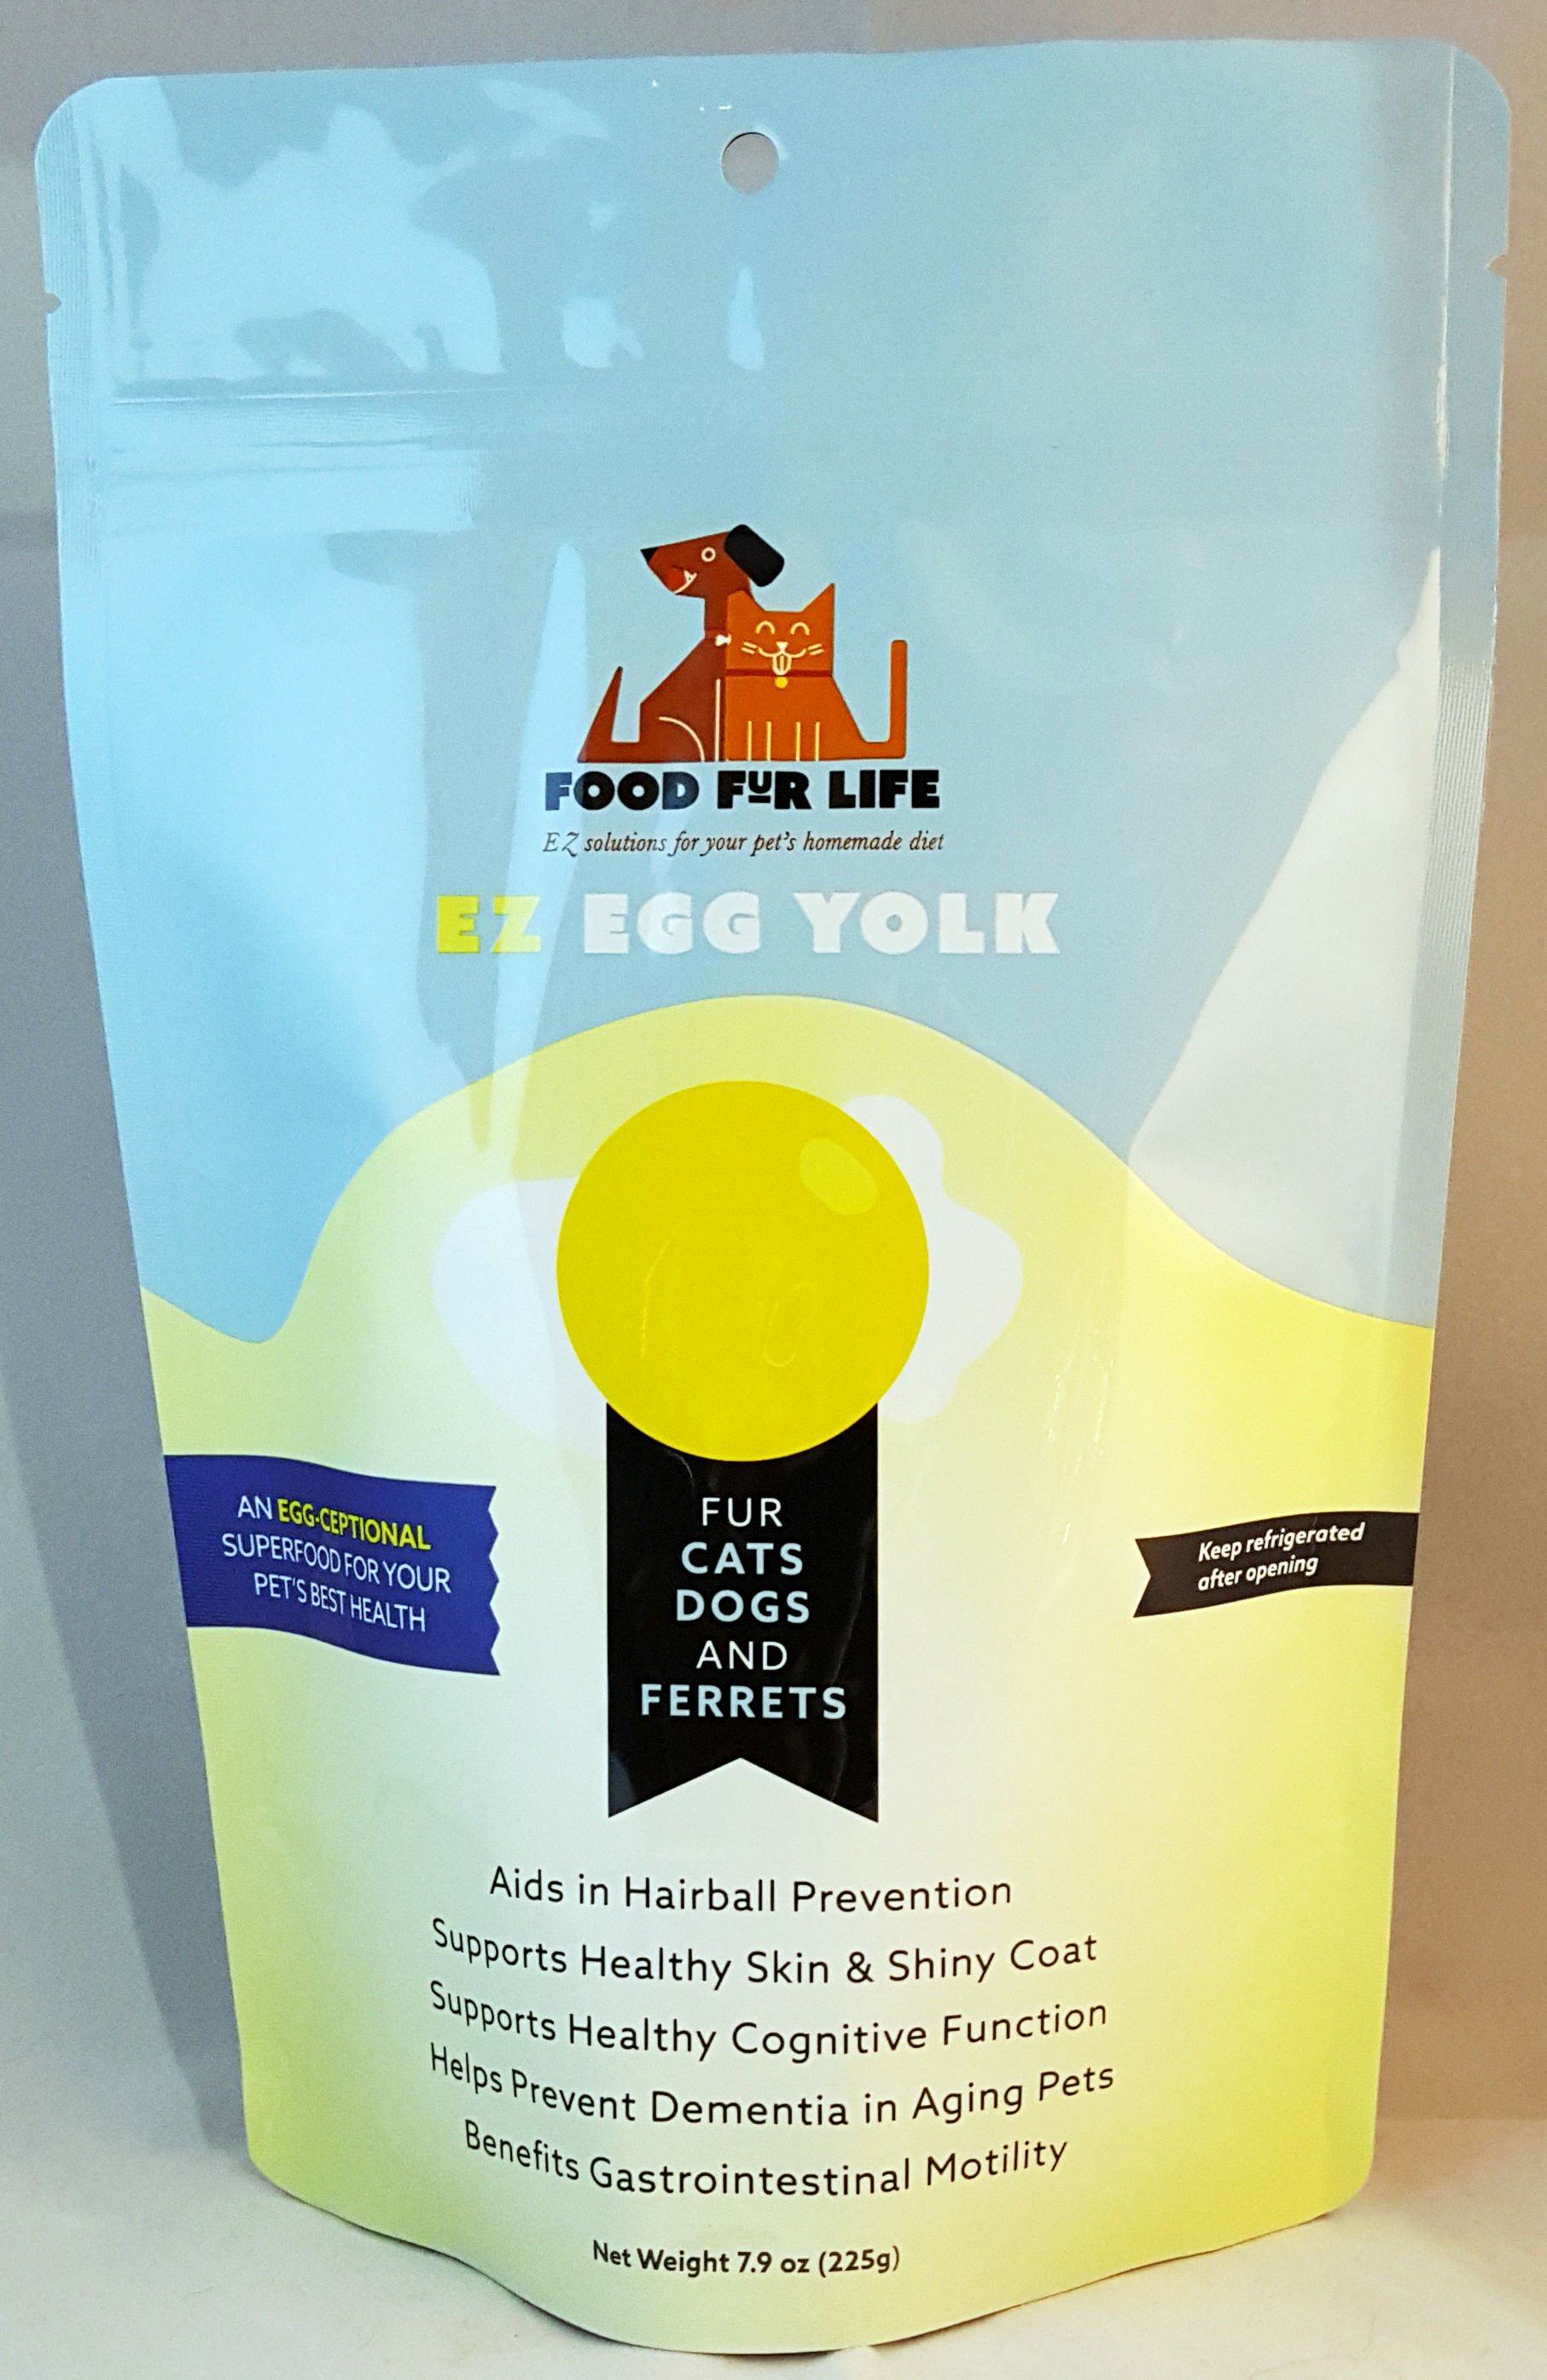 FOOD FUR LIFE
EZ solutions for your pet's homemade diet
EZ EGG YOLK
AN EGG-CEPTIONAL
SUPERFOOD FOR YOUR
PET'S BEST HEALTH
FUR
CATS
DOGS
AND
FERRETS
Keep refrigerated
after opening
Aids in Hairball Prevention
Supports Healthy Skin & Shiny Coat
Supports Healthy Cognitive Function
Helps Prevent Dementia in Aging Pets
Benefits Gastrointestinal Motility
Net Weight 7.9 oz (225g)